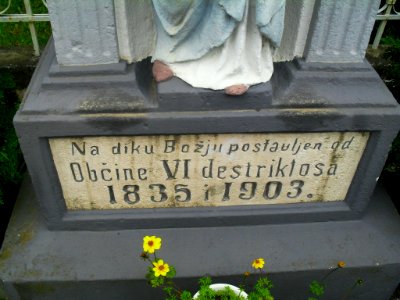 Na diku Božju postavljen od
Občine VI destriktosa
1835 i 1903.